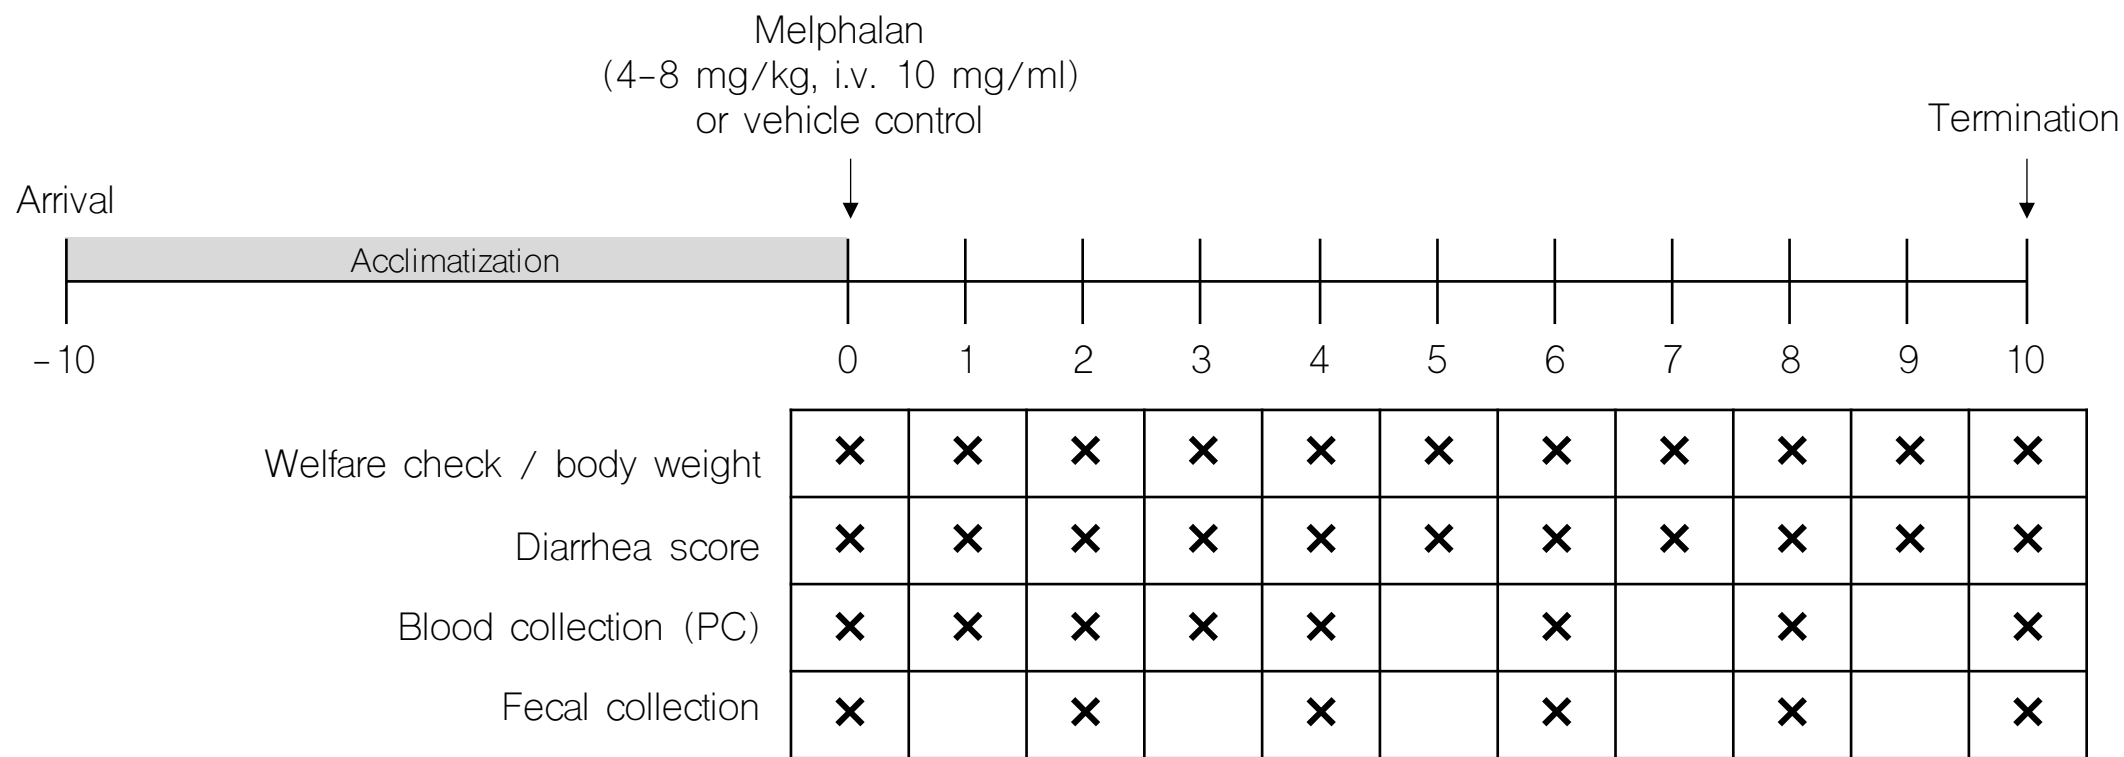 Melphalan
(4-8 mg/kg, i.v. 10 mg/ml)
or vehicle control
Termination
Arrival
Acclimatization
-10 0 1 2 3 4 5 6 7 8 9 10
Welfare check / body weight × × × × × × × × × × ×
Diarrhea score × × × × × × × × × × ×
Blood collection (PC) × × × × × × × ×
Fecal collection × × × × × ×